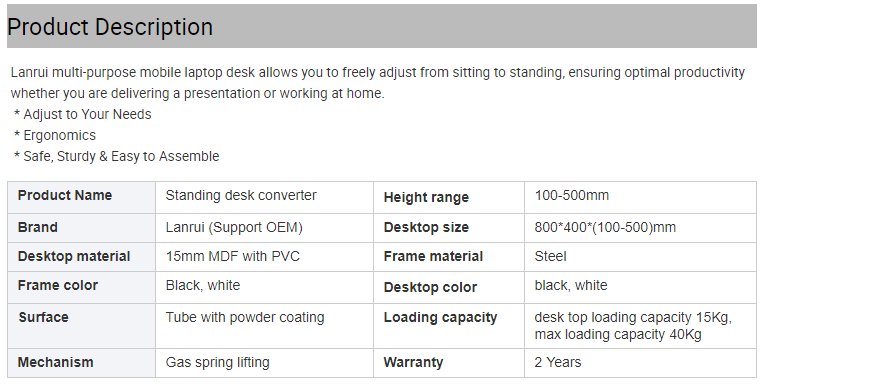 Product Description
Lanrui multi-purpose mobile laptop desk allows you to freely adjust from sitting to standing, ensuring optimal productivity
whether you are delivering a presentation or working at home.
* Adjust to Your Needs
* Ergonomics
* Safe, Sturdy & Easy to Assemble
Product Name Standing desk converter Height range 100-500mm
Brand Lanrui (Support OEM) Desktop size 800*400*(100-500)mm
Desktop material 15mm MDF with PVC Frame material Steel
Frame color Black, white Desktop color black, white
Surface Tube with powder coating Loading capacity desk top loading capacity 15Kg,
max loading capacity 40Kg
Mechanism Gas spring lifting Warranty 2 Years